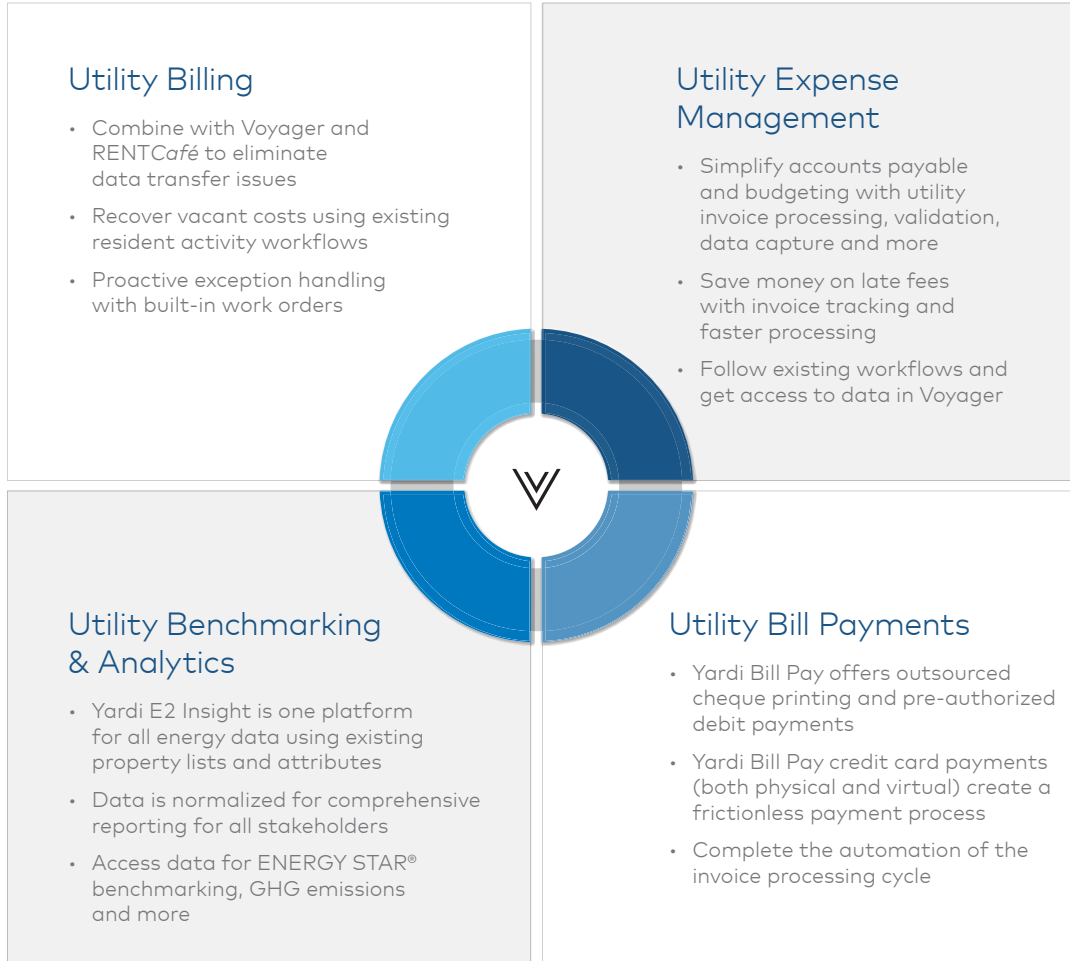 Utility Billing
• Combine with Voyager and
RENTCafé to eliminate
data transfer issues
• Recover vacant costs using existing
resident activity workflows
• Proactive exception handling
with built-in work orders
Utility Expense
Management
• Simplify accounts payable
and budgeting with utility
invoice processing, validation,
data capture and more
• Save money on late fees
with invoice tracking and
faster processing
• Follow existing workflows and
get access to data in Voyager
Utility Benchmarking
& Analytics
• Yardi E2 Insight is one platform
for all energy data using existing
property lists and attributes
• Data is normalized for comprehensive
reporting for all stakeholders
• Access data for ENERGY STAR®
benchmarking, GHG emissions
and more
Utility Bill Payments
• Yardi Bill Pay offers outsourced
cheque printing and pre-authorized
debit payments
• Yardi Bill Pay credit card payments
(both physical and virtual) create a
frictionless payment process
• Complete the automation of the
invoice processing cycle